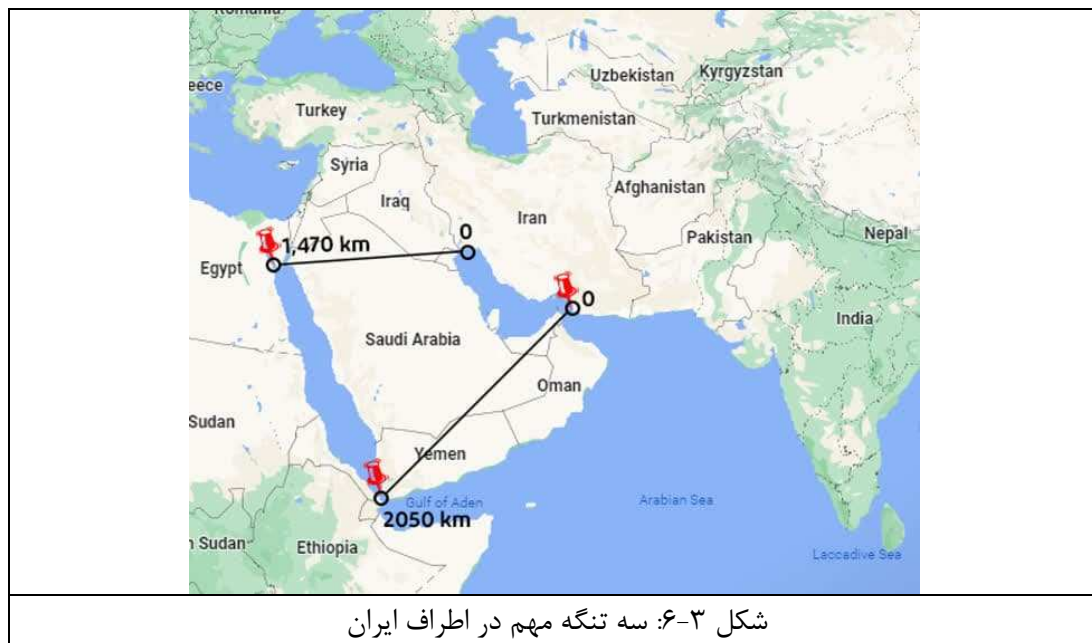 Romania
eece
Uzbekistan
Kyrgyzstan
Turkey
Turkmenistan
Syria
Afghanistan
Iraq
Iran
0
1,470 km
Pakistan
Nepal
Egypt
0
India
Saudi Arabia
Oman
Sudan
Yemen
Gulf of Aden
Arabian Sea
2050 km
n Sudan
Ethiopia
Laccadive Sea
شکل ۳-۶: سه تنگه مهم در اطراف ایران